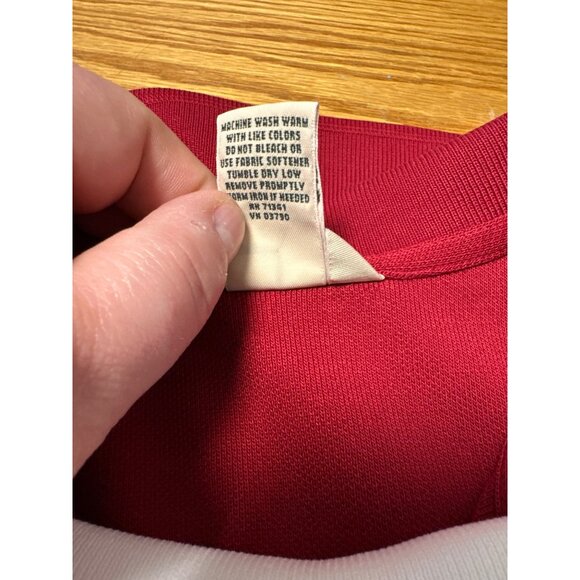 MACHINE WASH WARM
WITH LIKE COLORS
DO NOT BLEACH OR
USE FABRIC SOFTENER
TUMBLE DRY LOW
REMOVE PROMPTLY
WARM IRON IF NEEDED
RN 71341
VN 03790